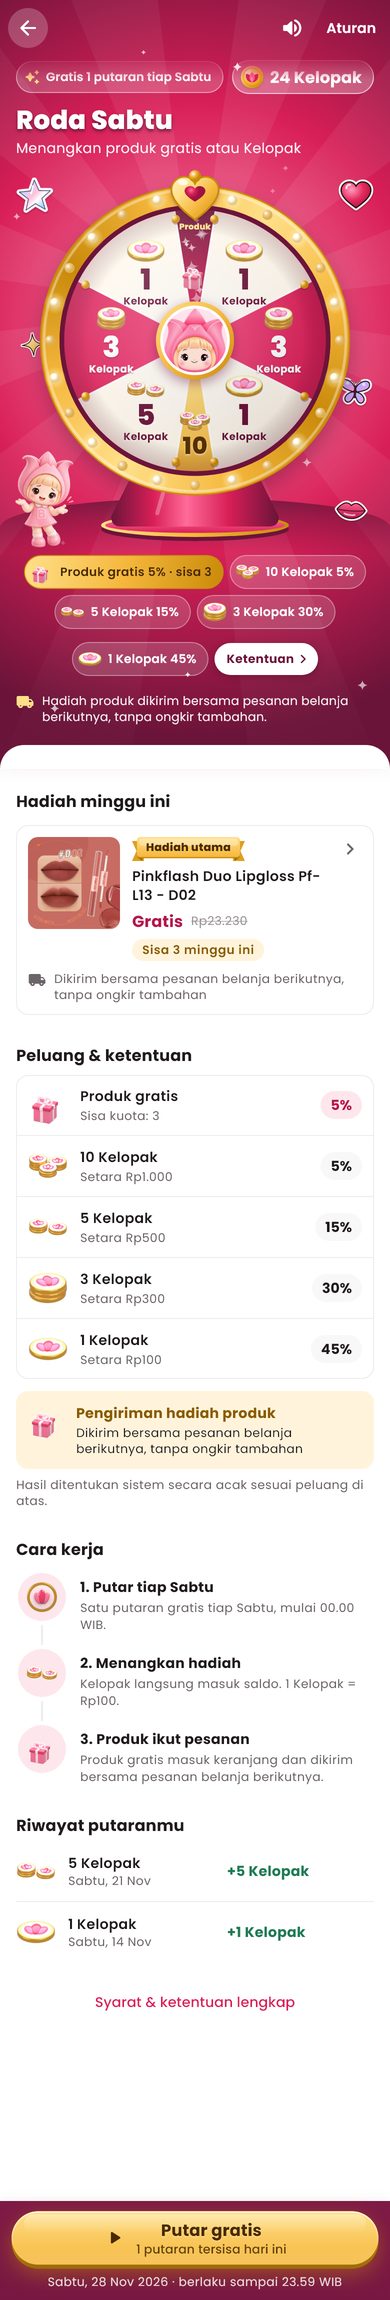 Aturan
Gratis 1 putaran tiap Sabtu
24 Kelopak
Roda Sabtu
Menangkan produk gratis atau Kelopak
Produk
1
Kelopak
1
Kelopak
3
Kelopak
3
Kelopak
5
Kelopak
1
Kelopak
10
Produk gratis 5% · sisa 3
10 Kelopak 5%
5 Kelopak 15%
3 Kelopak 30%
1 Kelopak 45%
Ketentuan
Hadiah produk dikirim bersama pesanan belanja
berikutnya, tanpa ongkir tambahan.
Hadiah minggu ini
Hadiah utama
Pinkflash Duo Lipgloss Pf-
L13 - D02
Gratis Rp23.230
Sisa 3 minggu ini
Dikirim bersama pesanan belanja berikutnya,
tanpa ongkir tambahan
Peluang & ketentuan
Produk gratis
Sisa kuota: 3
5%
10 Kelopak
Setara Rp1.000
5%
5 Kelopak
Setara Rp500
15%
3 Kelopak
Setara Rp300
30%
1 Kelopak
Setara Rp100
45%
Pengiriman hadiah produk
Dikirim bersama pesanan belanja
berikutnya, tanpa ongkir tambahan
Hasil ditentukan sistem secara acak sesuai peluang di
atas.
Cara kerja
1. Putar tiap Sabtu
Satu putaran gratis tiap Sabtu, mulai 00.00
WIB.
2. Menangkan hadiah
Kelopak langsung masuk saldo. 1 Kelopak =
Rp100.
3. Produk ikut pesanan
Produk gratis masuk keranjang dan dikirim
bersama pesanan belanja berikutnya.
Riwayat putaranmu
5 Kelopak
Sabtu, 21 Nov
+5 Kelopak
1 Kelopak
Sabtu, 14 Nov
+1 Kelopak
Syarat & ketentuan lengkap
Putar gratis
1 putaran tersisa hari ini
Sabtu, 28 Nov 2026 · berlaku sampai 23.59 WIB